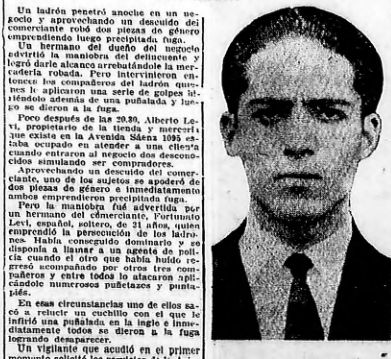 Un ladrón penetró anoche en un ne-
gocio y aprovechando un descuido del
comerciante robó dos piezas de género
emprendiendo luego precipitada fuga.
Un hermano del dueño del negocio
advirtió la maniobra del delincuente y
logró darle alcance arrebatándole la mer-
cadería robada. Pero intervinieron en-
tonces los compañeros del ladrón quie-
nes le aplicaron una serie de golpes hi-
riéndolo además de una puñalada y lue-
go se dieron a la fuga.
Poco después de las 20.30, Alberto Le-
vi, propietario de la tienda y mercería
que existe en la Avenida Sáenz 1095 es-
taba ocupado en atender a una clienta
cuando entraron al negocio dos descono-
cidos simulando ser compradores.
Aprovechando un descuido del comer-
ciante, uno de los sujetos se apoderó de
dos piezas de género e inmediatamente
ambos emprendieron precipitada fuga.
Pero la maniobra fué advertida por
un hermano del comerciante, Fortunato
Levi, español, soltero, de 21 años, quien
emprendió la persecución de los ladro-
nes. Había conseguido dominarlo y se
disponía a llamar a un agente de poli-
cía cuando el otro que había huído re-
gresó acompañado por otros tres com-
pañeros y entre todos lo atacaron apli-
cándole numerosos puñetazos y punta-
piés.
En esas circunstancias uno de ellos sa-
có a relucir un cuchillo con el que le
infirió una puñalada en la ingle e inme-
diatamente todos se dieron a la fuga
logrando desaparecer.
Un vigilante que acudió en el primer
momento solicitó los